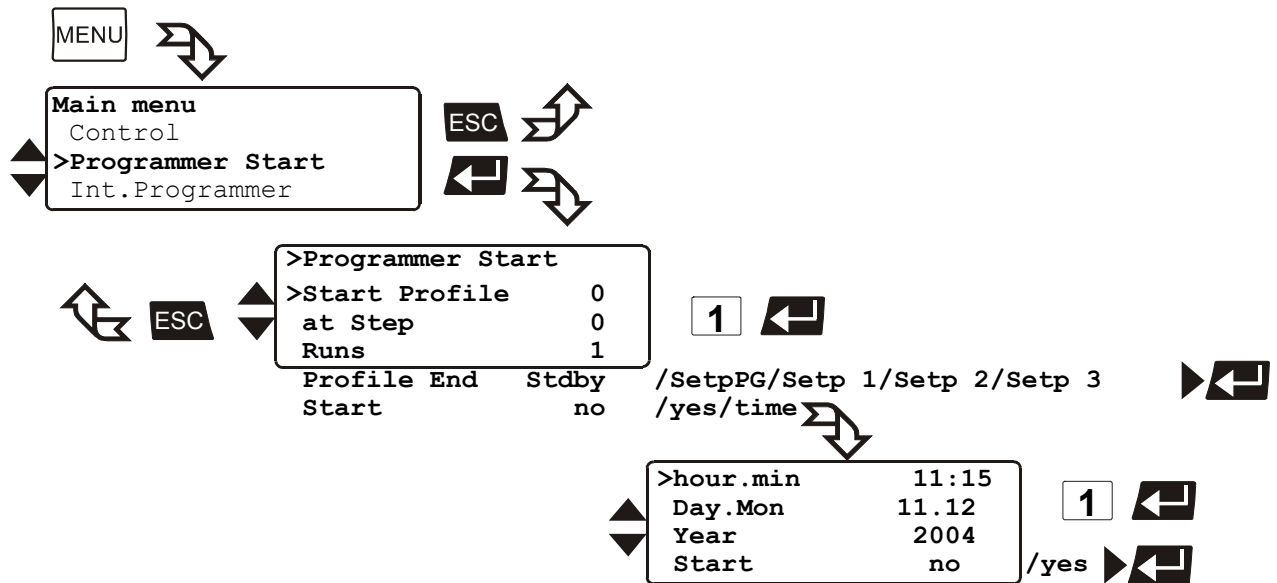 MENU
Main menu
Control
>Programmer Start
Int.Programmer
ESC
>Programmer Start
>Start Profile 0
at Step 0
Runs 1
Profile End Stdby /SetpPG/Setp 1/Setp 2/Setp 3
Start no /yes/time
ESC
1
>hour.min 11:15
Day.Mon 11.12
Year 2004
Start no /yes
1